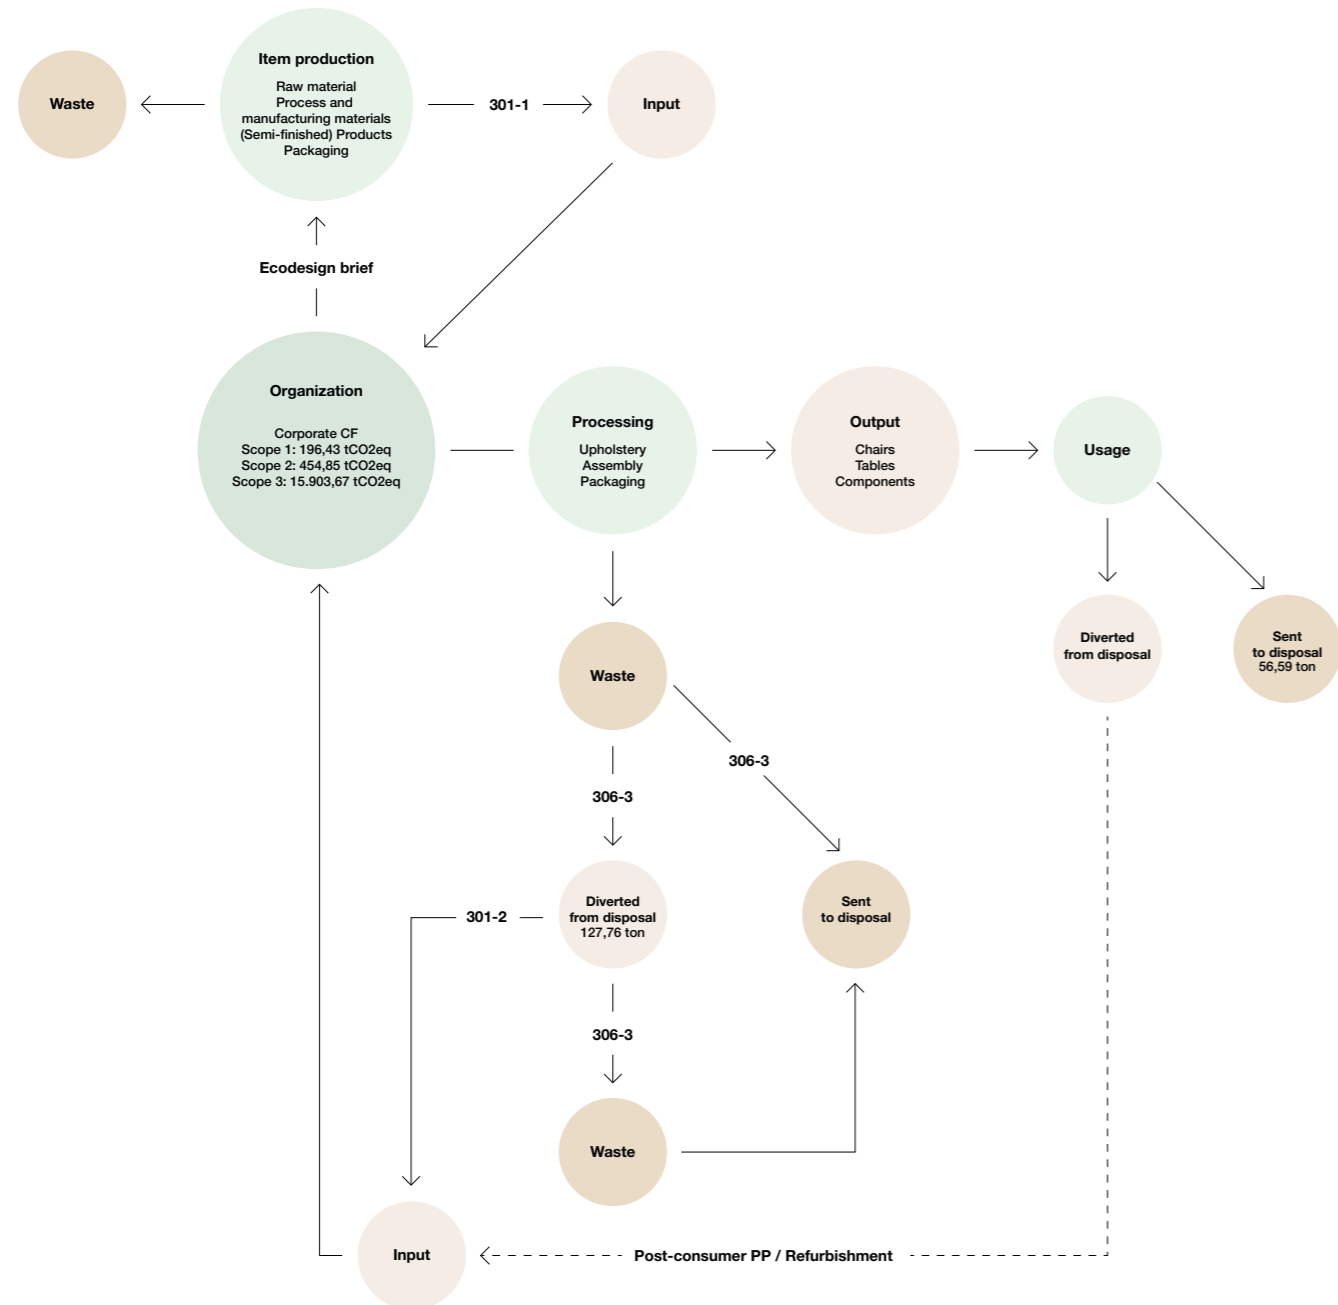 Item production
Raw material
Process and
manufacturing materials
(Semi-finished) Products
Packaging
Waste
301-1
Input
Ecodesign brief
Organization
Corporate CF
Scope 1: 196,43 tCO2eq
Scope 2: 454,85 tCO2eq
Scope 3: 15.903,67 tCO2eq
Processing
Upholstery
Assembly
Packaging
Output
Chairs
Tables
Components
Usage
Diverted
from disposal
Sent
to disposal
56,59 ton
Waste
306-3
306-3
Diverted
from disposal
127,76 ton
301-2
Sent
to disposal
306-3
Waste
Input
Post-consumer PP / Refurbishment